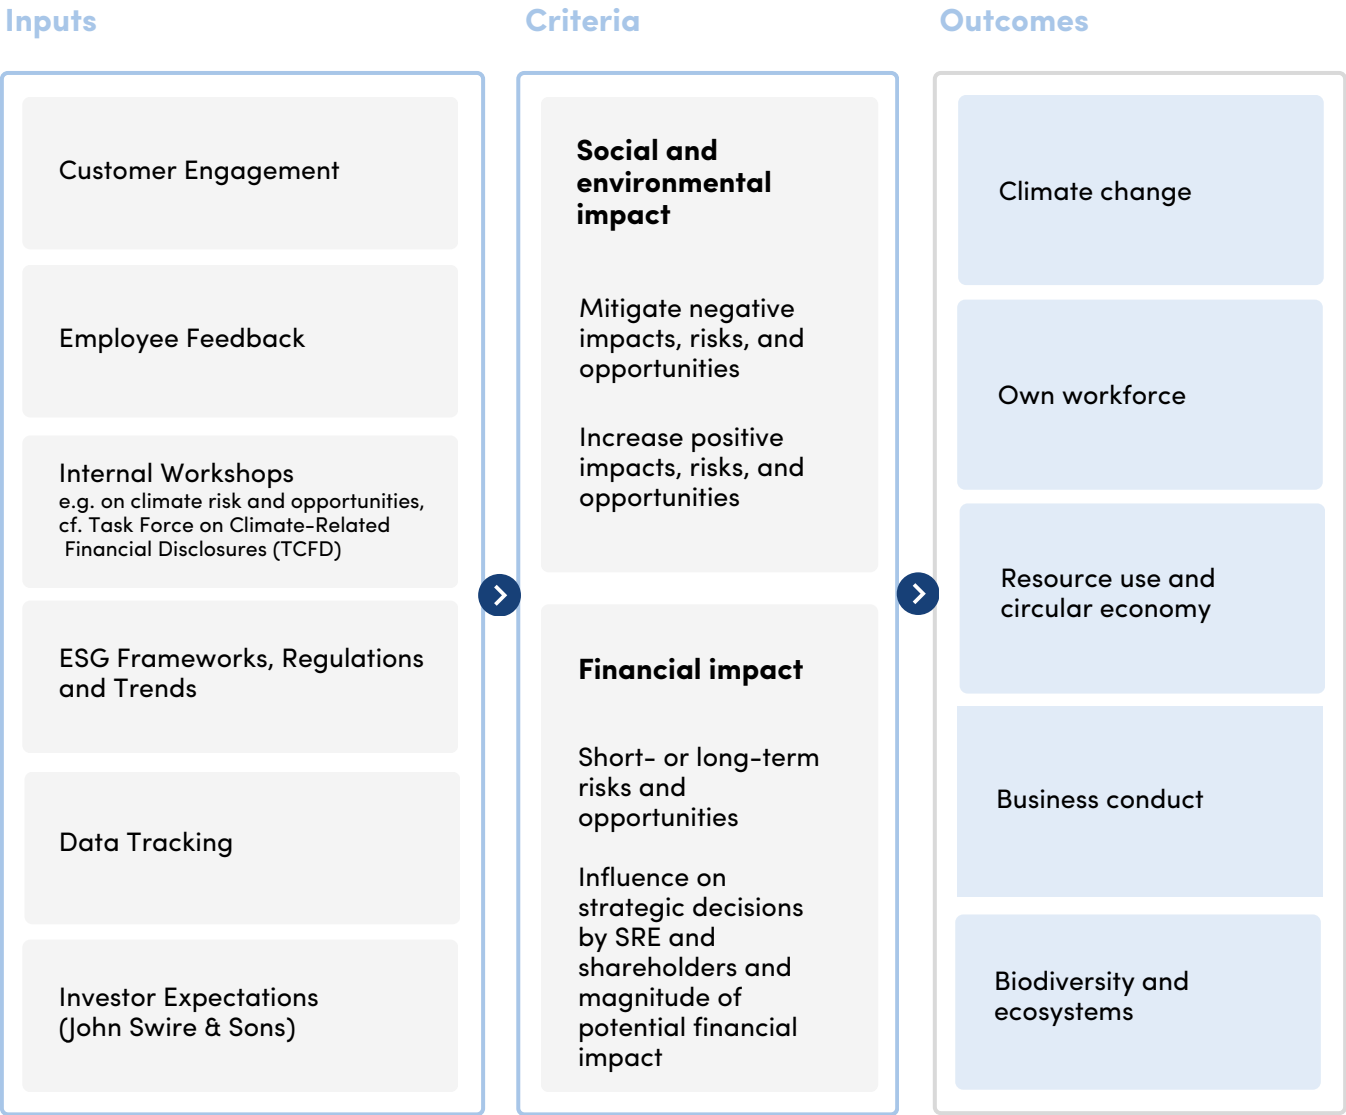 Inputs
Customer Engagement
Employee Feedback
Internal Workshops
e.g. on climate risk and opportunities,
cf. Task Force on Climate-Related
Financial Disclosures (TCFD)
ESG Frameworks, Regulations
and Trends
Data Tracking
Investor Expectations
(John Swire & Sons)
Criteria
Social and
environmental
impact
Mitigate negative
impacts, risks, and
opportunities
Increase positive
impacts, risks, and
opportunities
Financial impact
Short- or long-term
risks and
opportunities
Influence on
strategic decisions
by SRE and
shareholders and
magnitude of
potential financial
impact
Outcomes
Climate change
Own workforce
Resource use and
circular economy
Business conduct
Biodiversity and
ecosystems